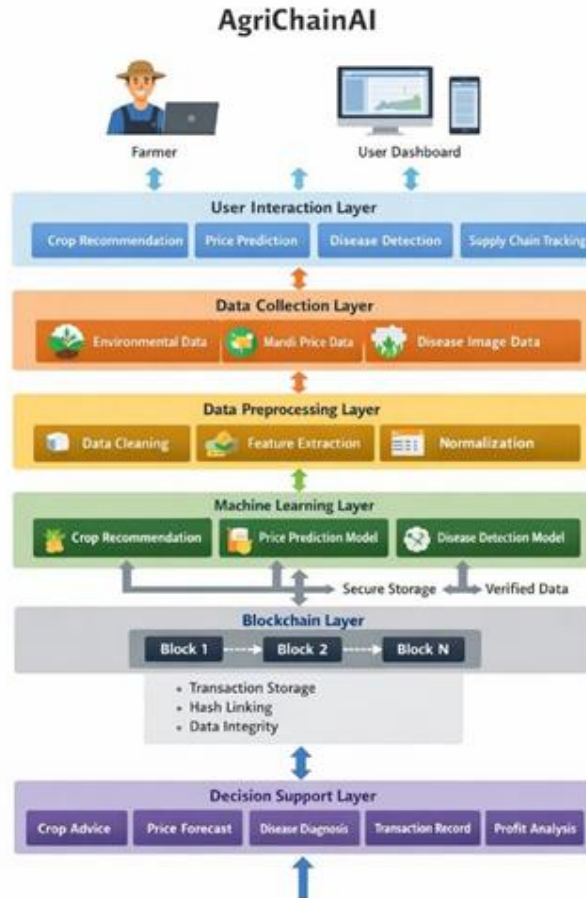 AgriChainAI
Farmer
User Dashboard
User Interaction Layer
Crop Recommendation
Price Prediction
Disease Detection
Supply Chain Tracking
Data Collection Layer
Environmental Data
Mandi Price Data
Disease Image Data
Data Preprocessing Layer
Data Cleaning
Feature Extraction
Normalization
Machine Learning Layer
Crop Recommendation
Price Prediction Model
Disease Detection Model
Secure Storage
Verified Data
Blockchain Layer
Block 1
Block 2
Block N
• Transaction Storage
• Hash Linking
• Data Integrity
Decision Support Layer
Crop Advice
Price Forecast
Disease Diagnosis
Transaction Record
Profit Analysis